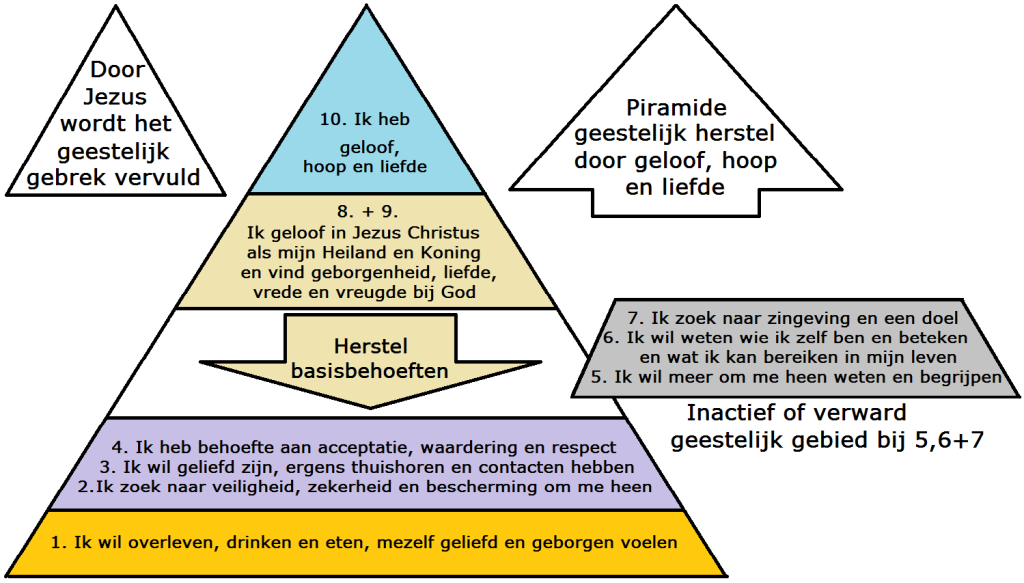 Door
Jezus
wordt het
geestelijk
gebrek vervuld
10. Ik heb
geloof,
hoop en liefde
Piramide
geestelijk herstel
door geloof, hoop
en liefde
8. + 9.
Ik geloof in Jezus Christus
als mijn Heiland en Koning
en vind geborgenheid, liefde,
vrede en vreugde bij God
Herstel
basisbehoeften
7. Ik zoek naar zingeving en een doel
6. Ik wil weten wie ik zelf ben en beteken
en wat ik kan bereiken in mijn leven
5. Ik wil meer om me heen weten en begrijpen
Inactief of verward
geestelijk gebied bij 5,6+7
4. Ik heb behoefte aan acceptatie, waardering en respect
3. Ik wil geliefd zijn, ergens thuishoren en contacten hebben
2.Ik zoek naar veiligheid, zekerheid en bescherming om me heen
1. Ik wil overleven, drinken en eten, mezelf geliefd en geborgen voelen